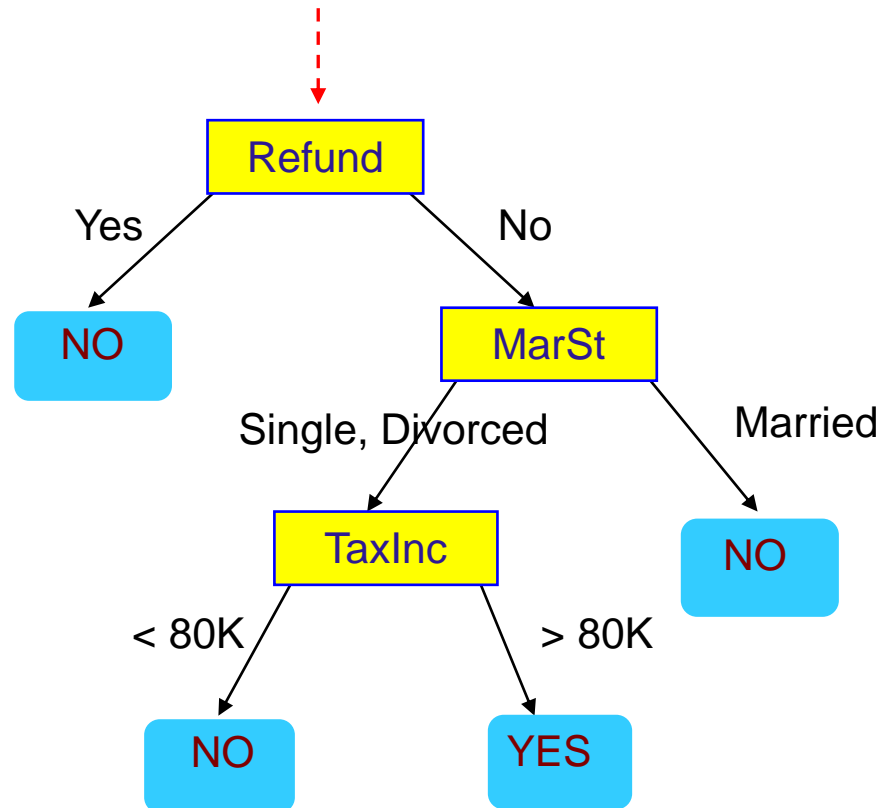 Refund
Yes
No
NO
MarSt
Single, Divorced
Married
TaxInc
NO
< 80K
> 80K
NO
YES